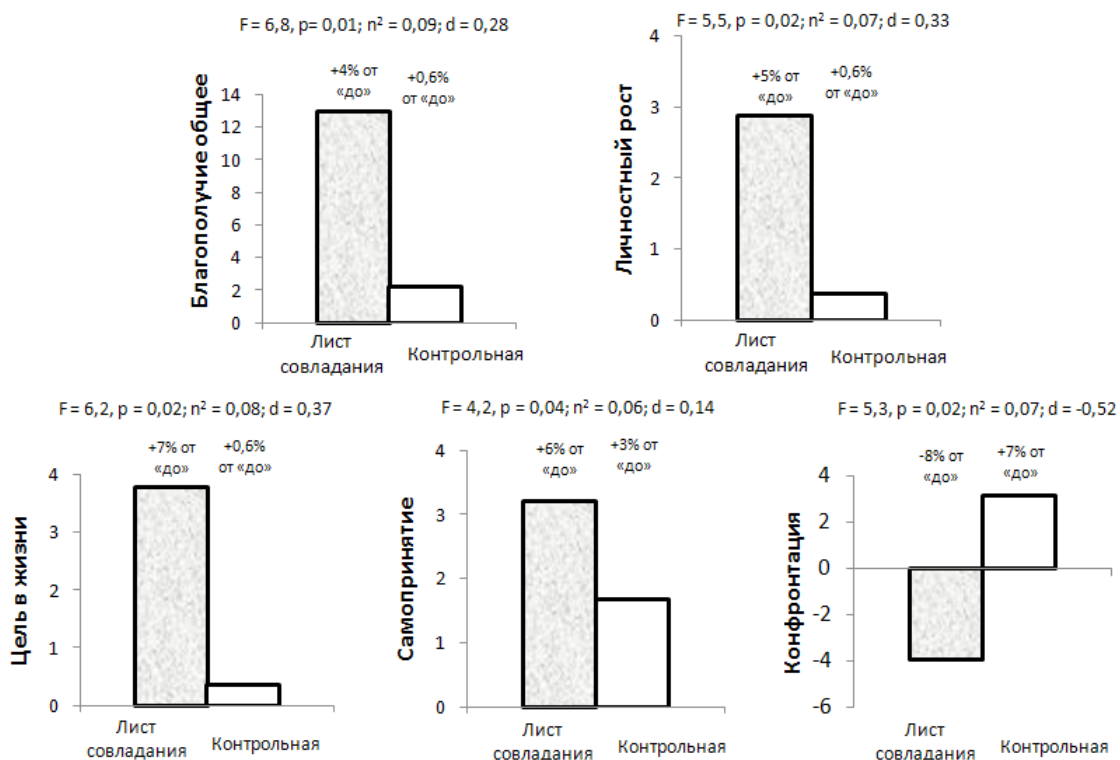 F = 6,8, p= 0,01; n² = 0,09; d = 0,28
+4% от
«до»
+0,6%
от «до»
Благополучие общее
14
12
10
8
6
4
2
0
Лист
совладания
Контрольная
F = 5,5, p = 0,02; n² = 0,07; d = 0,33
+5% от
«до»
+0,6%
от «до»
Личностный рост
4
3
2
1
0
Лист
совладания
Контрольная
F = 6,2, p = 0,02; n² = 0,08; d = 0,37
+7% от
«до»
+0,6%
от «до»
Цель в жизни
4
3
2
1
0
Лист
совладания
Контрольная
F = 4,2, p = 0,04; n² = 0,06; d = 0,14
+6% от
«до»
+3% от
«до»
Самопринятие
4
3
2
1
0
Лист
совладания
Контрольная
F = 5,3, p = 0,02; n² = 0,07; d = -0,52
-8% от
«до»
+7% от
«до»
Конфронтация
4
2
0
-2
-4
-6
Лист
совладания
Контрольная